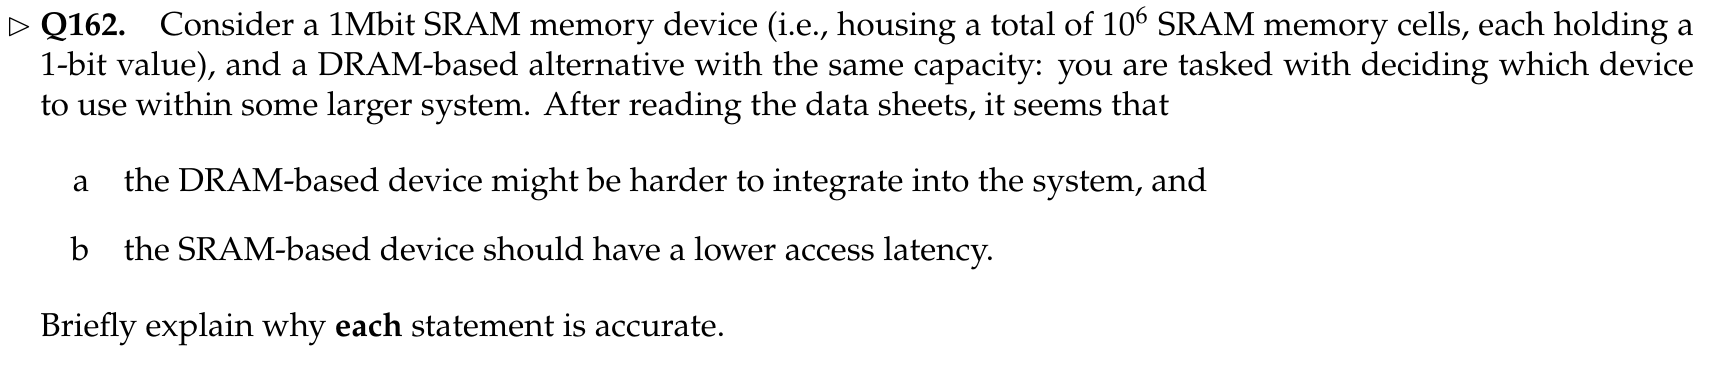 ▷ Q162. Consider a 1Mbit SRAM memory device (i.e., housing a total of 10⁶ SRAM memory cells, each holding a
1-bit value), and a DRAM-based alternative with the same capacity: you are tasked with deciding which device
to use within some larger system. After reading the data sheets, it seems that
a the DRAM-based device might be harder to integrate into the system, and
b the SRAM-based device should have a lower access latency.
Briefly explain why each statement is accurate.